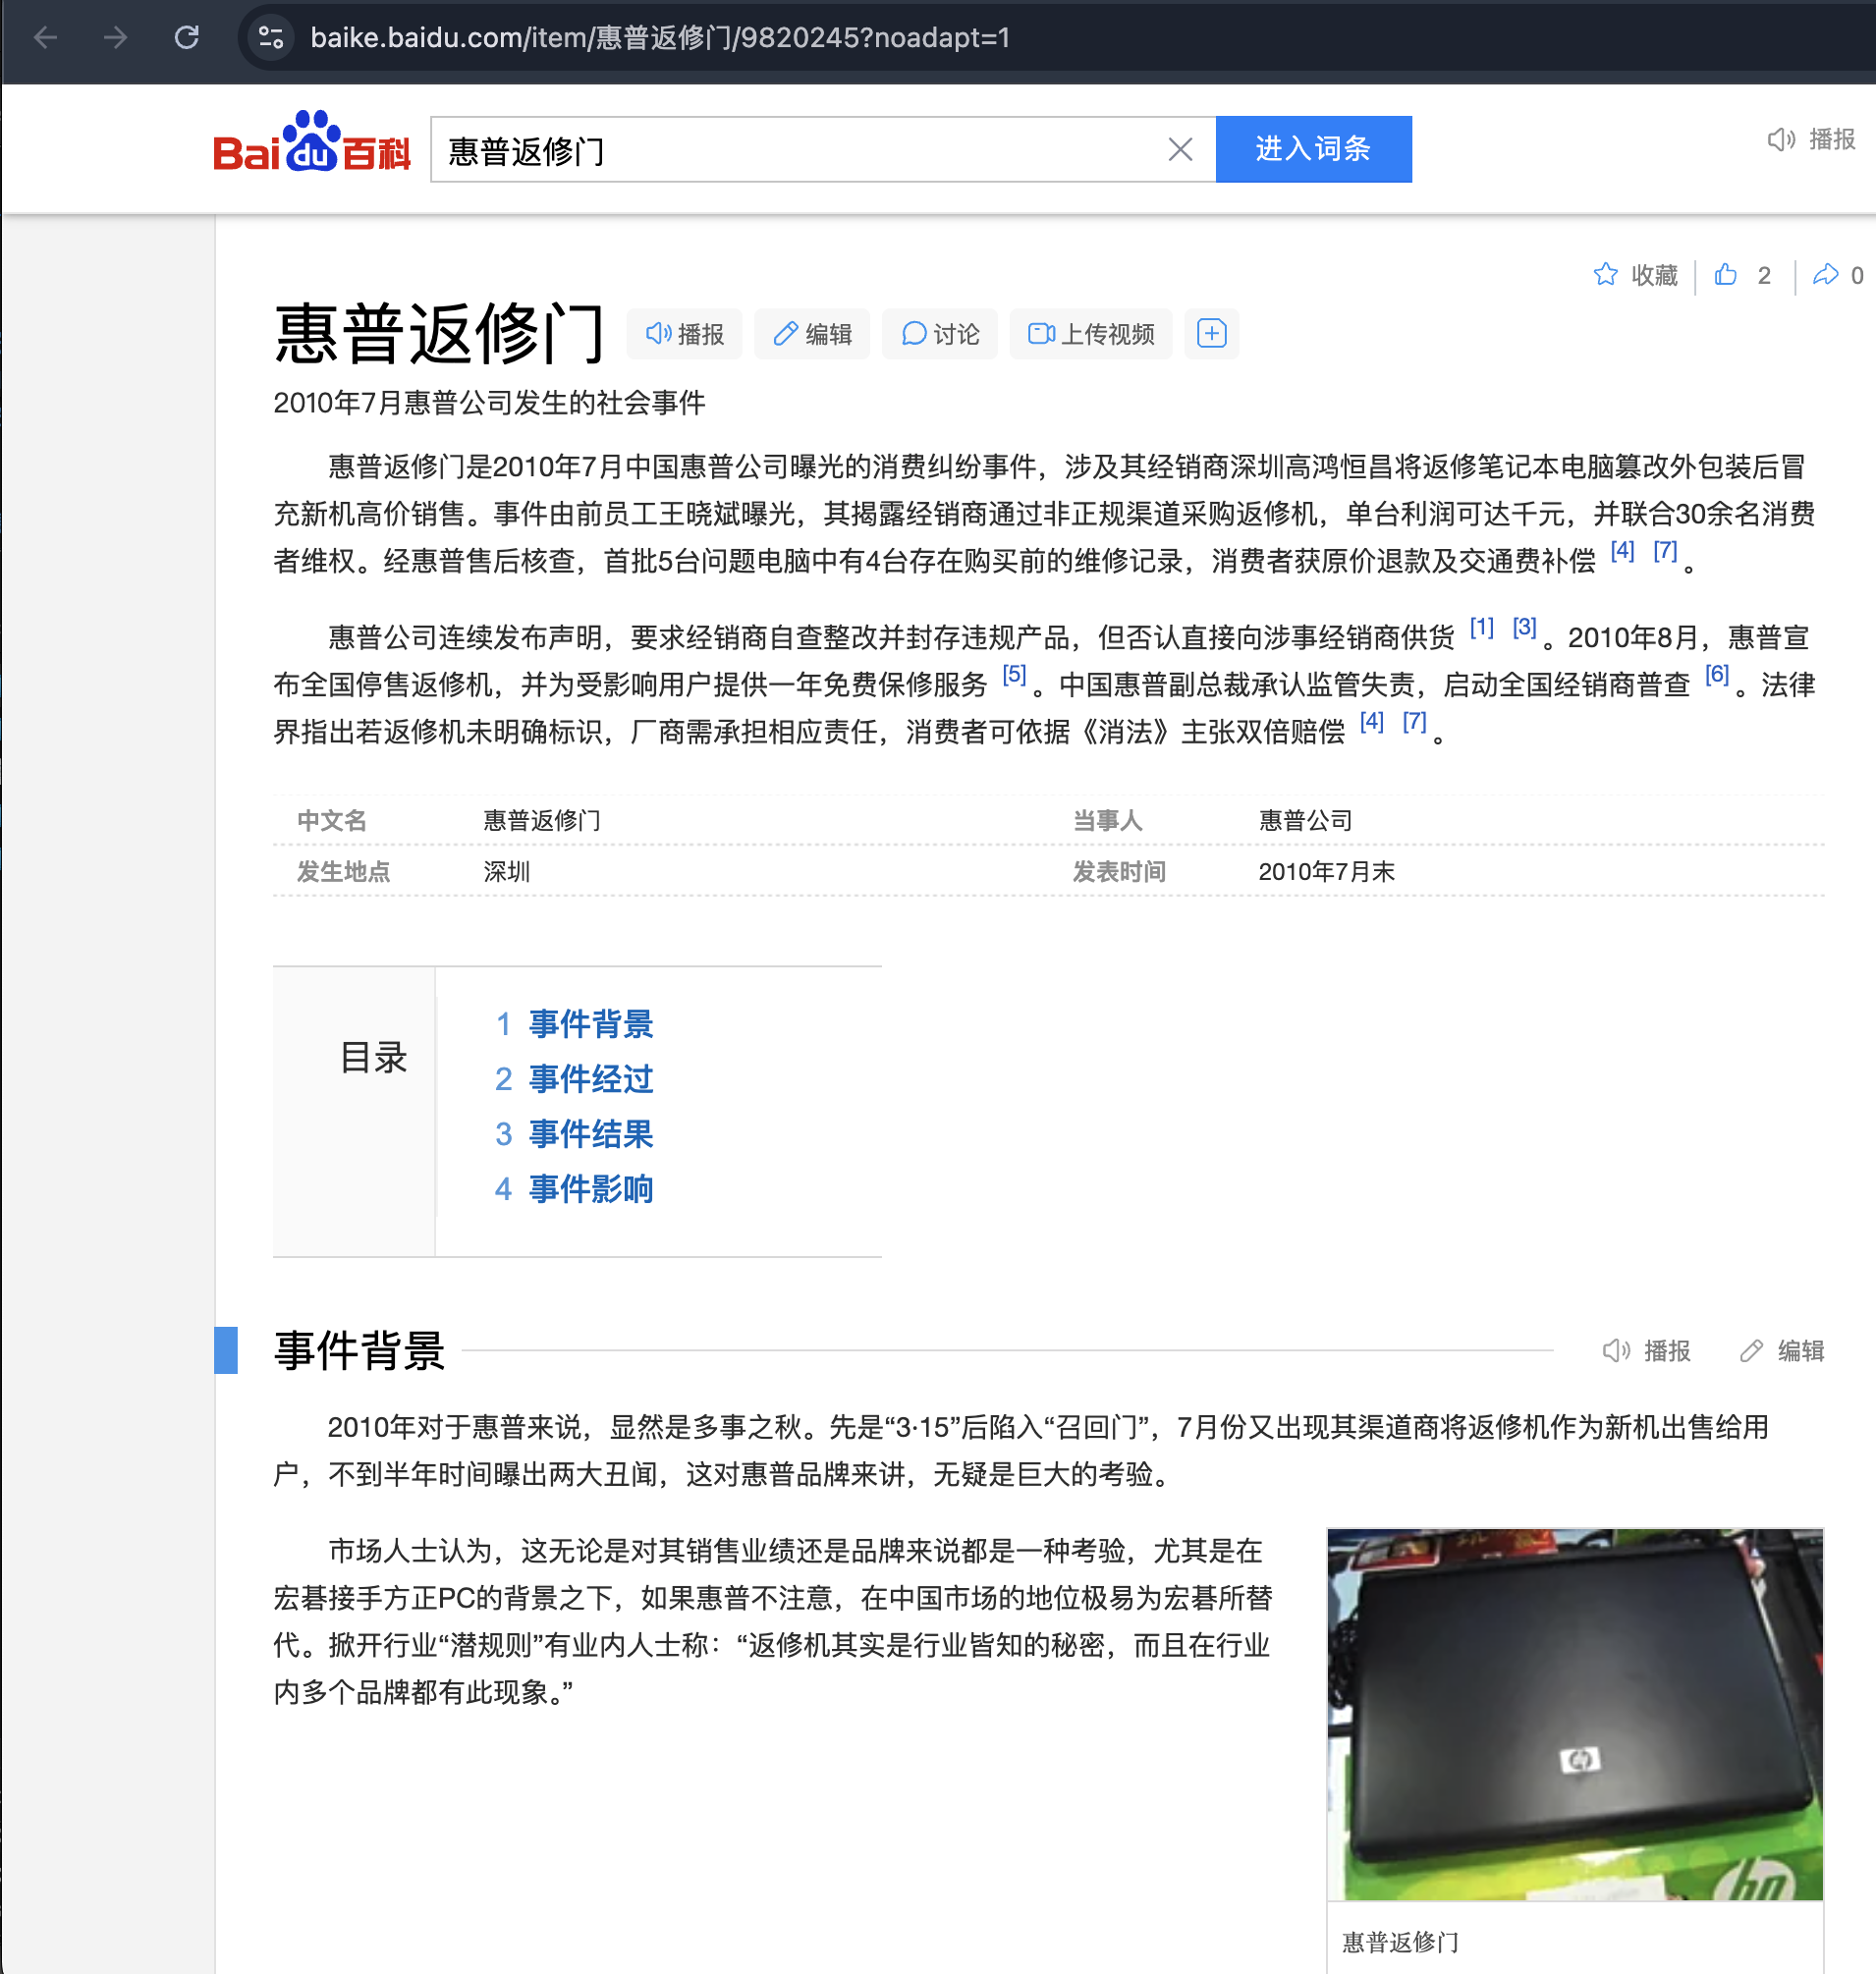 baike.baidu.com/item/惠普返修门/9820245?noadapt=1
Bai du 百科
惠普返修门
进入词条
播报
收藏 2 0
惠普返修门 播报 编辑 讨论 上传视频
2010年7月惠普公司发生的社会事件
惠普返修门是2010年7月中国惠普公司曝光的消费纠纷事件，涉及其经销商深圳高鸿恒昌将返修笔记本电脑篡改外包装后冒
充新机高价销售。事件由前员工王晓斌曝光，其揭露经销商通过非正规渠道采购返修机，单台利润可达千元，并联合30余名消费
者维权。经惠普售后核查，首批5台问题电脑中有4台存在购买前的维修记录，消费者获原价退款及交通费补偿 [4] [7] 。
惠普公司连续发布声明，要求经销商自查整改并封存违规产品，但否认直接向涉事经销商供货 [1] [3] 。2010年8月，惠普宣
布全国停售返修机，并为受影响用户提供一年免费保修服务 [5] 。中国惠普副总裁承认监管失责，启动全国经销商普查 [6] 。法律
界指出若返修机未明确标识，厂商需承担相应责任，消费者可依据《消法》主张双倍赔偿 [4] [7] 。
中文名 惠普返修门 当事人 惠普公司
发生地点 深圳 发表时间 2010年7月末
目录
1 事件背景
2 事件经过
3 事件结果
4 事件影响
事件背景 播报 编辑
2010年对于惠普来说，显然是多事之秋。先是“3·15”后陷入“召回门”，7月份又出现其渠道商将返修机作为新机出售给用
户，不到半年时间曝出两大丑闻，这对惠普品牌来讲，无疑是巨大的考验。
市场人士认为，这无论是对其销售业绩还是品牌来说都是一种考验，尤其是在
宏碁接手方正PC的背景之下，如果惠普不注意，在中国市场的地位极易为宏碁所替
代。掀开行业“潜规则”有业内人士称：“返修机其实是行业皆知的秘密，而且在行业
内多个品牌都有此现象。”
hp
hp
惠普返修门